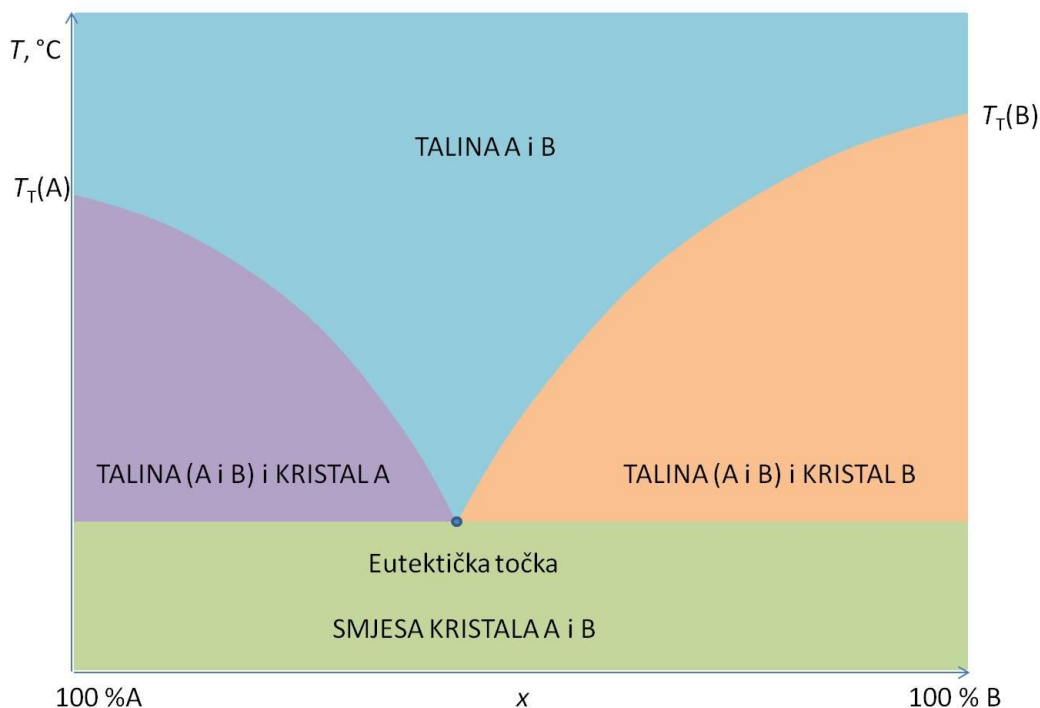 T, °C
TALINA A i B
T_T(B)
T_T(A)
TALINA (A i B) i KRISTAL A
TALINA (A i B) i KRISTAL B
Eutektička točka
SMJESA KRISTALA A i B
100 %A
x
100 % B